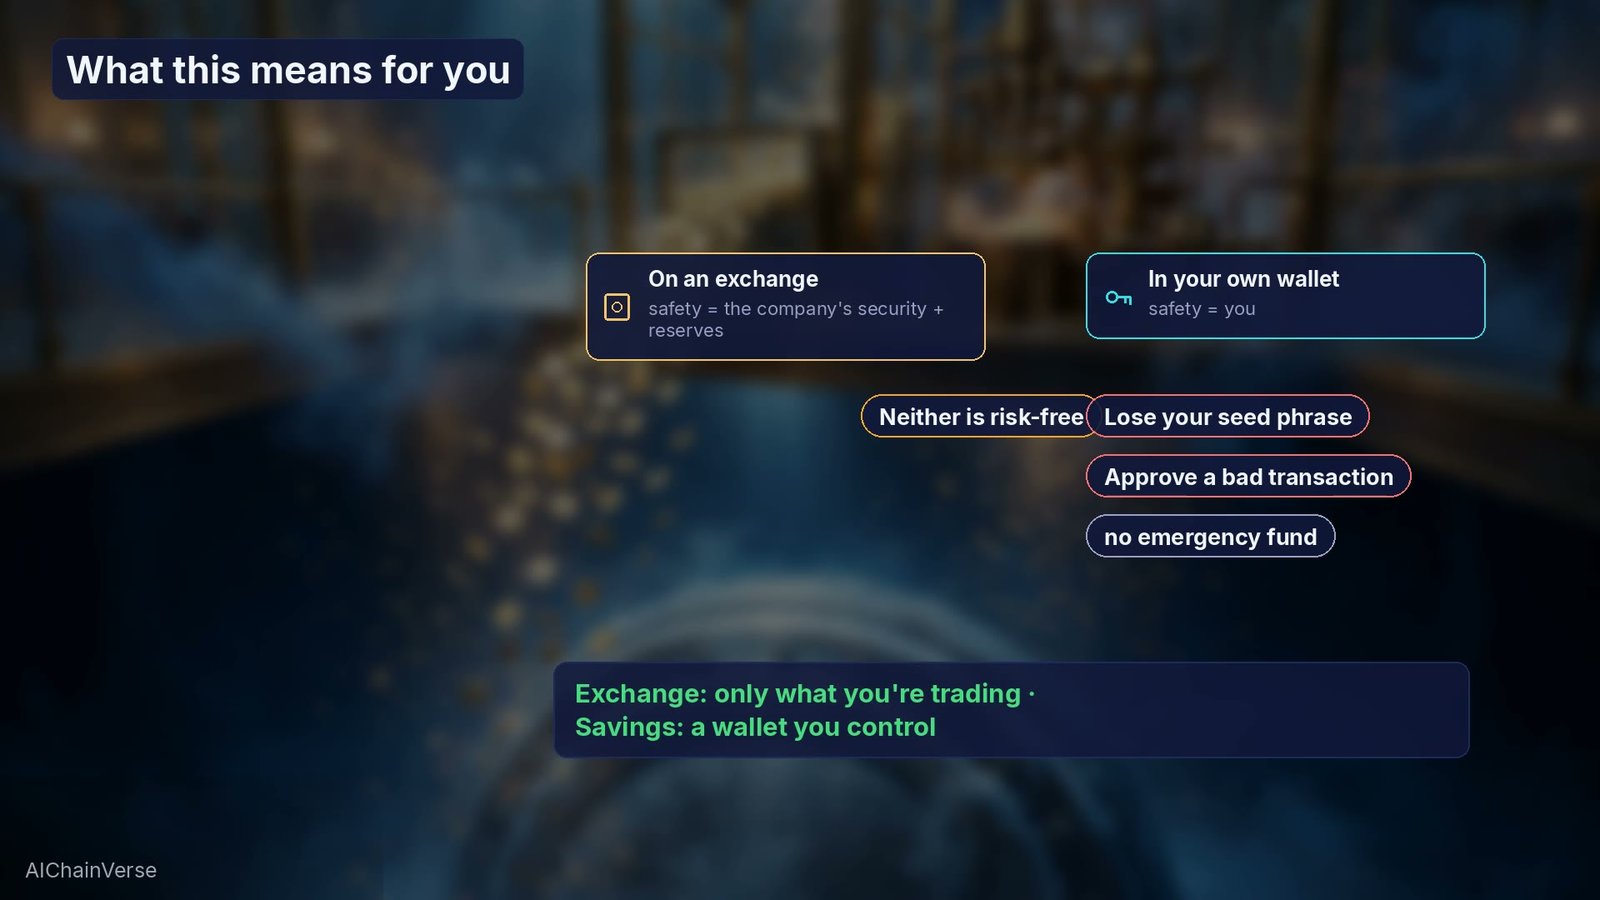 What this means for you
On an exchange
safety = the company's security +
reserves
In your own wallet
safety = you
Neither is risk-free
Lose your seed phrase
Approve a bad transaction
no emergency fund
Exchange: only what you're trading ·
Savings: a wallet you control
AIChainVerse